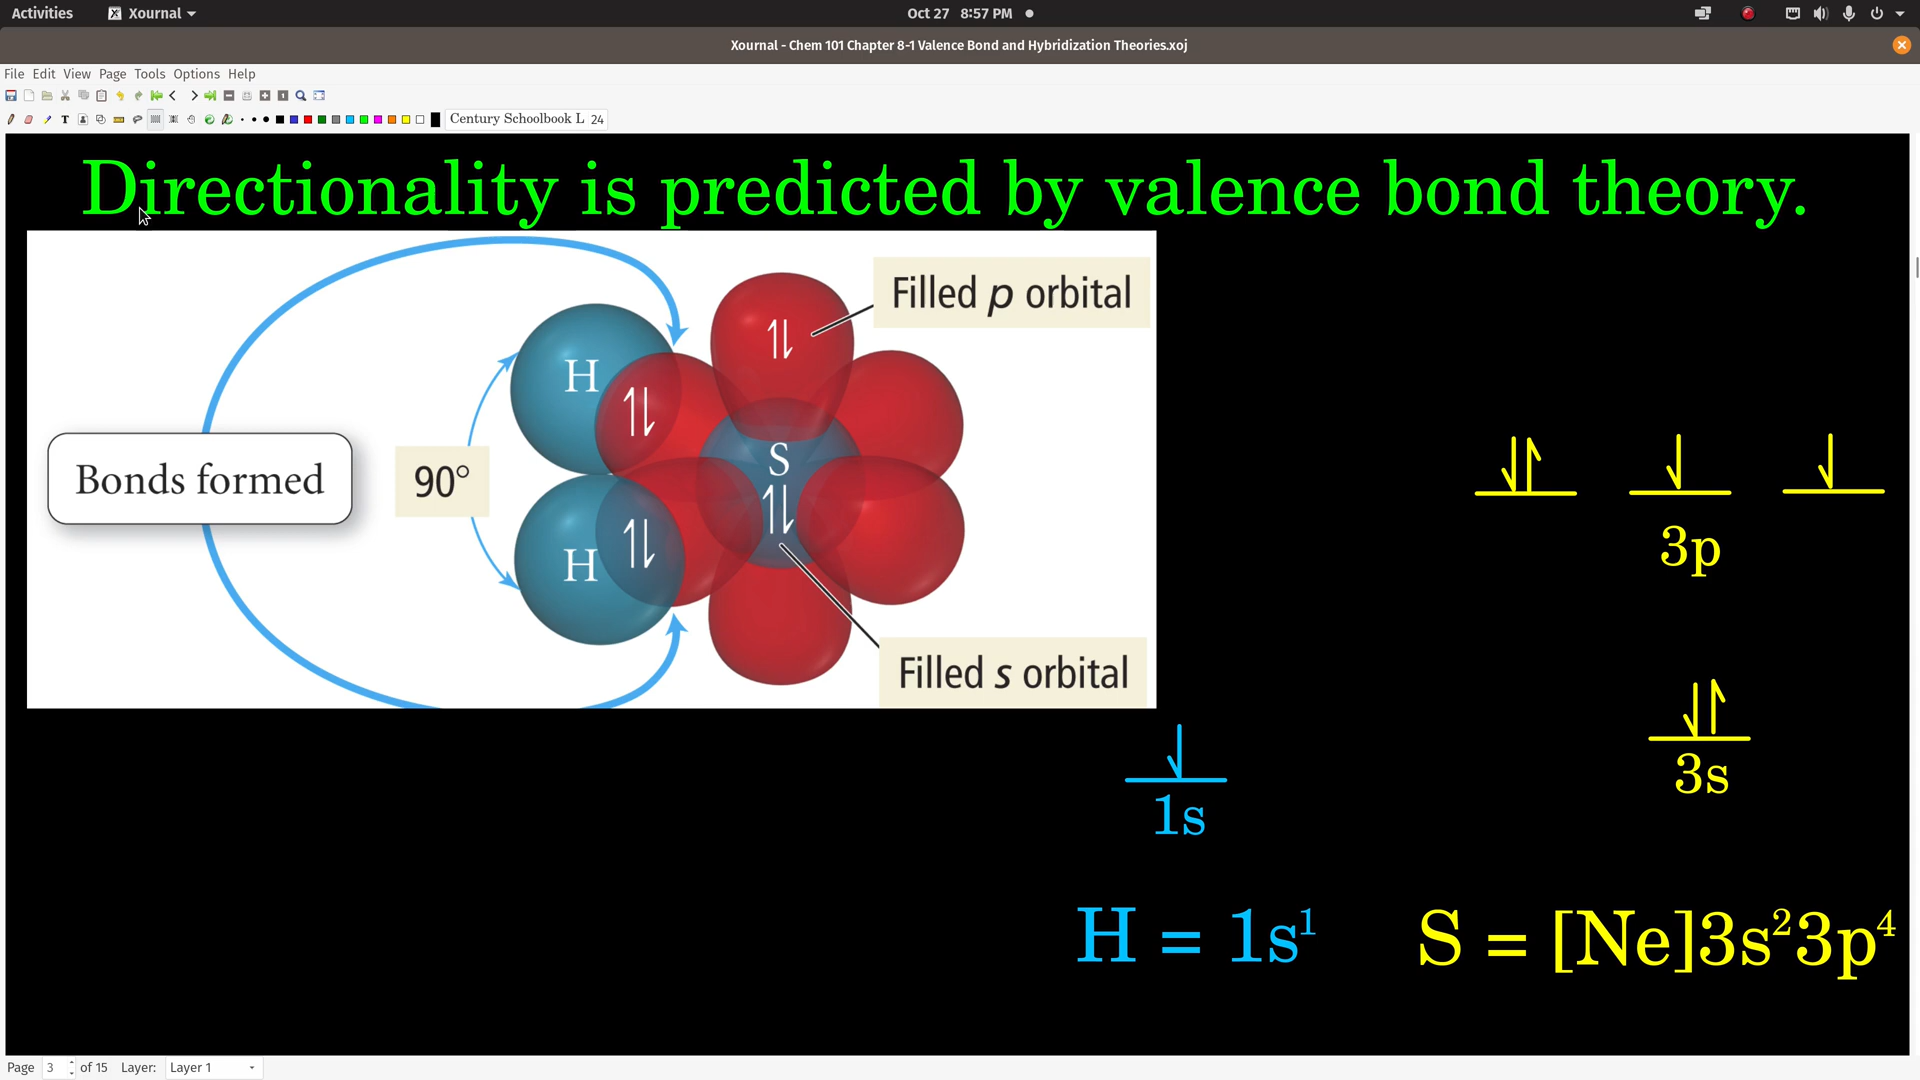 Activities Xournal Oct 27 8:57 PM
Xournal - Chem 101 Chapter 8-1 Valence Bond and Hybridization Theories.xoj
File Edit View Page Tools Options Help
Century Schoolbook L 24
Directionality is predicted by valence bond theory.
Filled p orbital
H
S
Bonds formed
90°
H
Filled s orbital
3p
3s
1s
H = 1s¹
S = [Ne]3s²3p⁴
Page 3 of 15 Layer: Layer 1